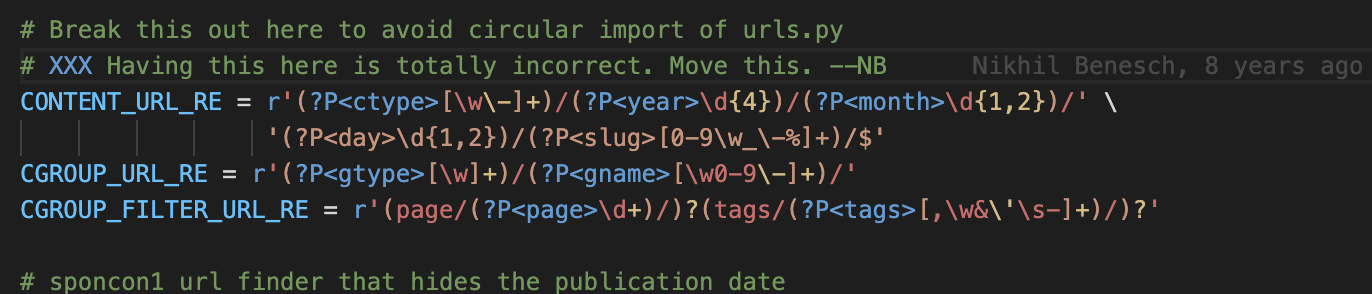 # Break this out here to avoid circular import of urls.py
# XXX Having this here is totally incorrect. Move this. --NB Nikhil Benesch, 8 years ago
CONTENT_URL_RE = r'(?P<ctype>[\w\-]+)/(?P<year>\d{4})/(?P<month>\d{1,2})/' \
'(?P<day>\d{1,2})/(?P<slug>[0-9\w_\-%]+)/$'
CGROUP_URL_RE = r'(?P<gtype>[\w]+)/(?P<gname>[\w0-9\-]+)/'
CGROUP_FILTER_URL_RE = r'(page/(?P<page>\d+)/)?(tags/(?P<tags>[,\w&\'\s-]+)/)?'
# sponcon1 url finder that hides the publication date